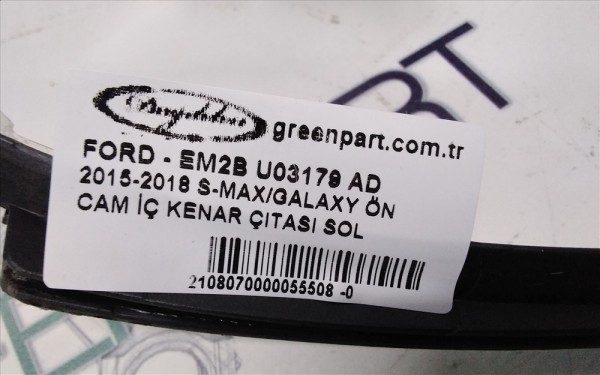 greenpart.com.tr
FORD - EM2B U03179 AD
2015-2018 S-MAX/GALAXY ÖN
CAM İÇ KENAR ÇITASI SOL
2108070000055508 -0